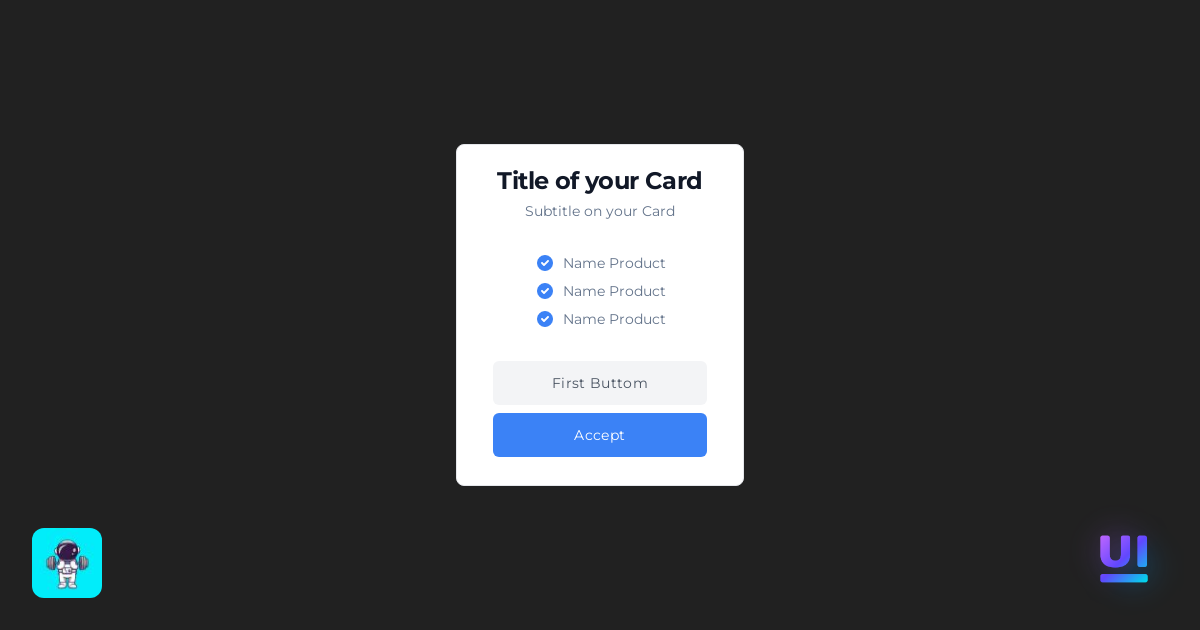 Title of your Card
Subtitle on your Card
Name Product
Name Product
Name Product
First Buttom
Accept
UI